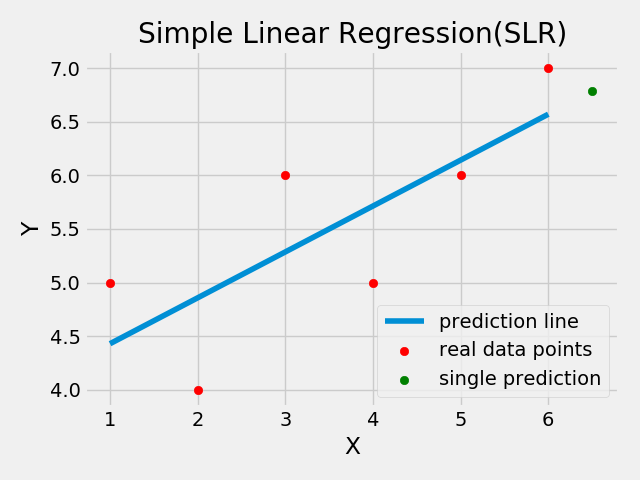 Simple Linear Regression(SLR)
7.0
6.5
6.0
5.5
5.0
4.5
4.0
Y
1 2 3 4 5 6
X
prediction line
real data points
single prediction